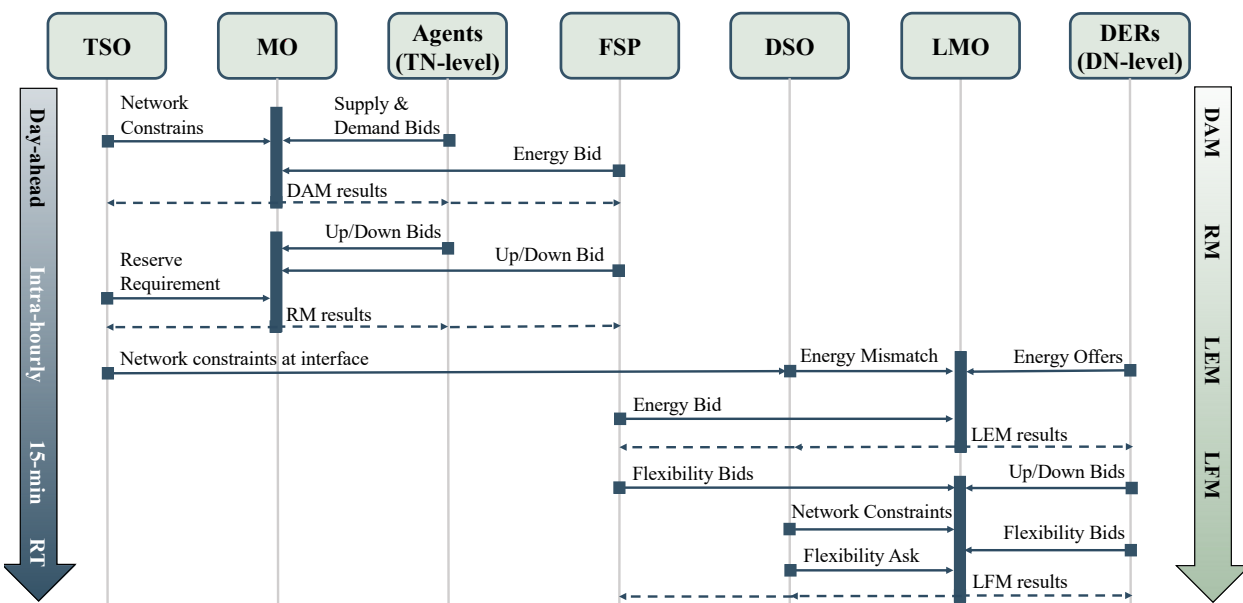 TSO
MO
Agents
(TN-level)
FSP
DSO
LMO
DERs
(DN-level)
Day-ahead
Intra-hourly
15-min
RT
DAM
RM
LEM
LFM
Network
Constrains
Supply &
Demand Bids
Energy Bid
DAM results
Up/Down Bids
Up/Down Bid
Reserve
Requirement
RM results
Network constraints at interface
Energy Mismatch
Energy Offers
Energy Bid
LEM results
Flexibility Bids
Up/Down Bids
Network Constraints
Flexibility Bids
Flexibility Ask
LFM results